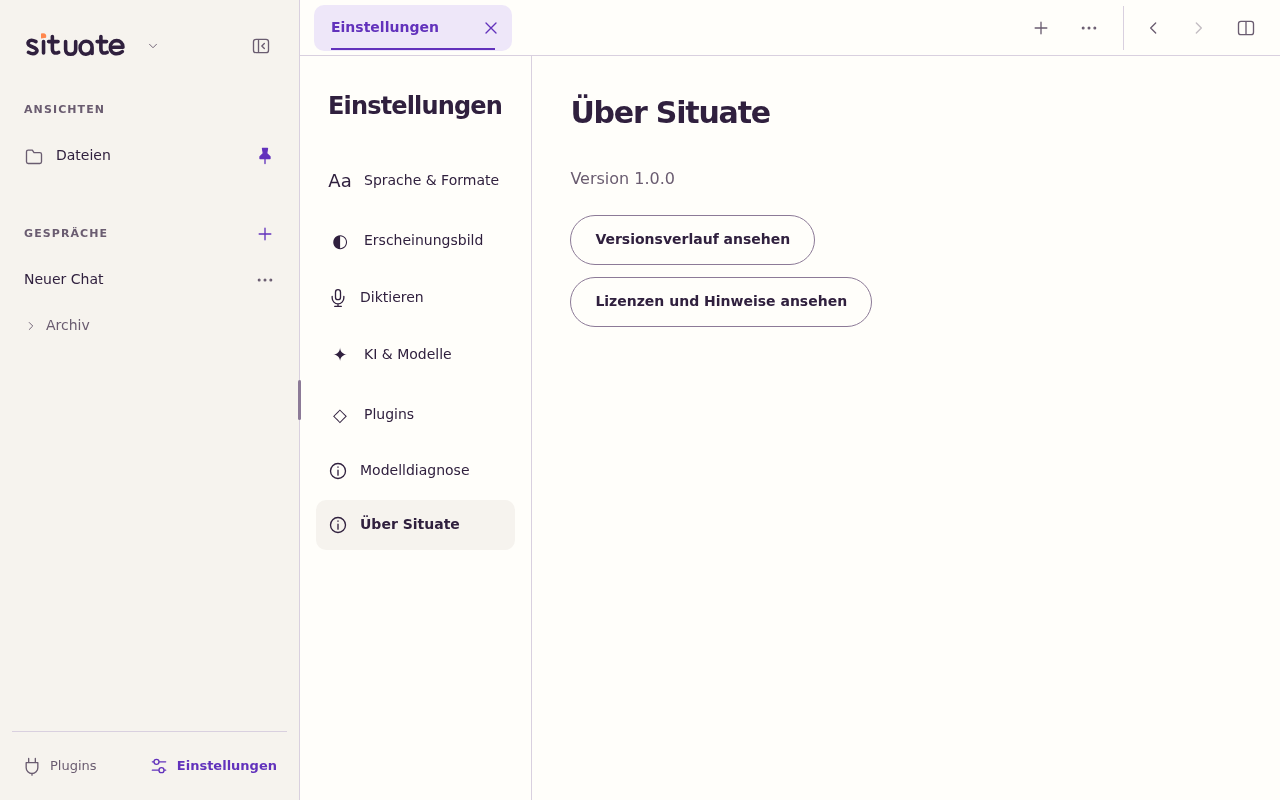 situate
ANSICHTEN
Dateien
GESPRÄCHE
Neuer Chat
Archiv
Plugins
Einstellungen
Einstellungen
Einstellungen
Aa Sprache & Formate
Erscheinungsbild
Diktieren
KI & Modelle
Plugins
Modelldiagnose
Über Situate
Über Situate
Version 1.0.0
Versionsverlauf ansehen
Lizenzen und Hinweise ansehen